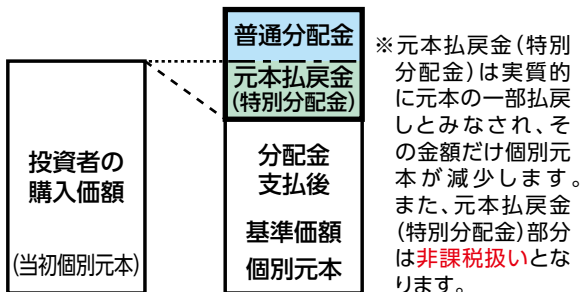 投資者の
購入価額
(当初個別元本)
普通分配金
元本払戻金
(特別分配金)
分配金
支払後
基準価額
個別元本
※元本払戻金(特別
分配金)は実質的
に元本の一部払戻
しとみなされ、そ
の金額だけ個別元
本が減少します。
また、元本払戻金
(特別分配金)部分
は非課税扱いとな
ります。